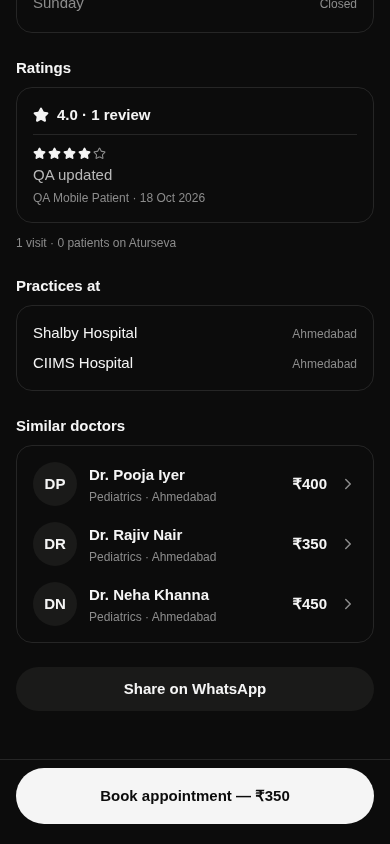 Sunday
Closed
Ratings
4.0 · 1 review
QA updated
QA Mobile Patient · 18 Oct 2026
1 visit · 0 patients on Aturseva
Practices at
Shalby Hospital
Ahmedabad
CIIMS Hospital
Ahmedabad
Similar doctors
DP
Dr. Pooja Iyer
Pediatrics · Ahmedabad
₹400
DR
Dr. Rajiv Nair
Pediatrics · Ahmedabad
₹350
DN
Dr. Neha Khanna
Pediatrics · Ahmedabad
₹450
Share on WhatsApp
Book appointment — ₹350